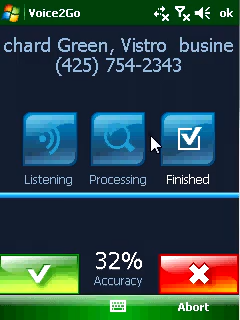 Voice2Go ok
chard Green, Vistro busine
(425) 754-2343
Listening Processing Finished
32%
Accuracy
Abort